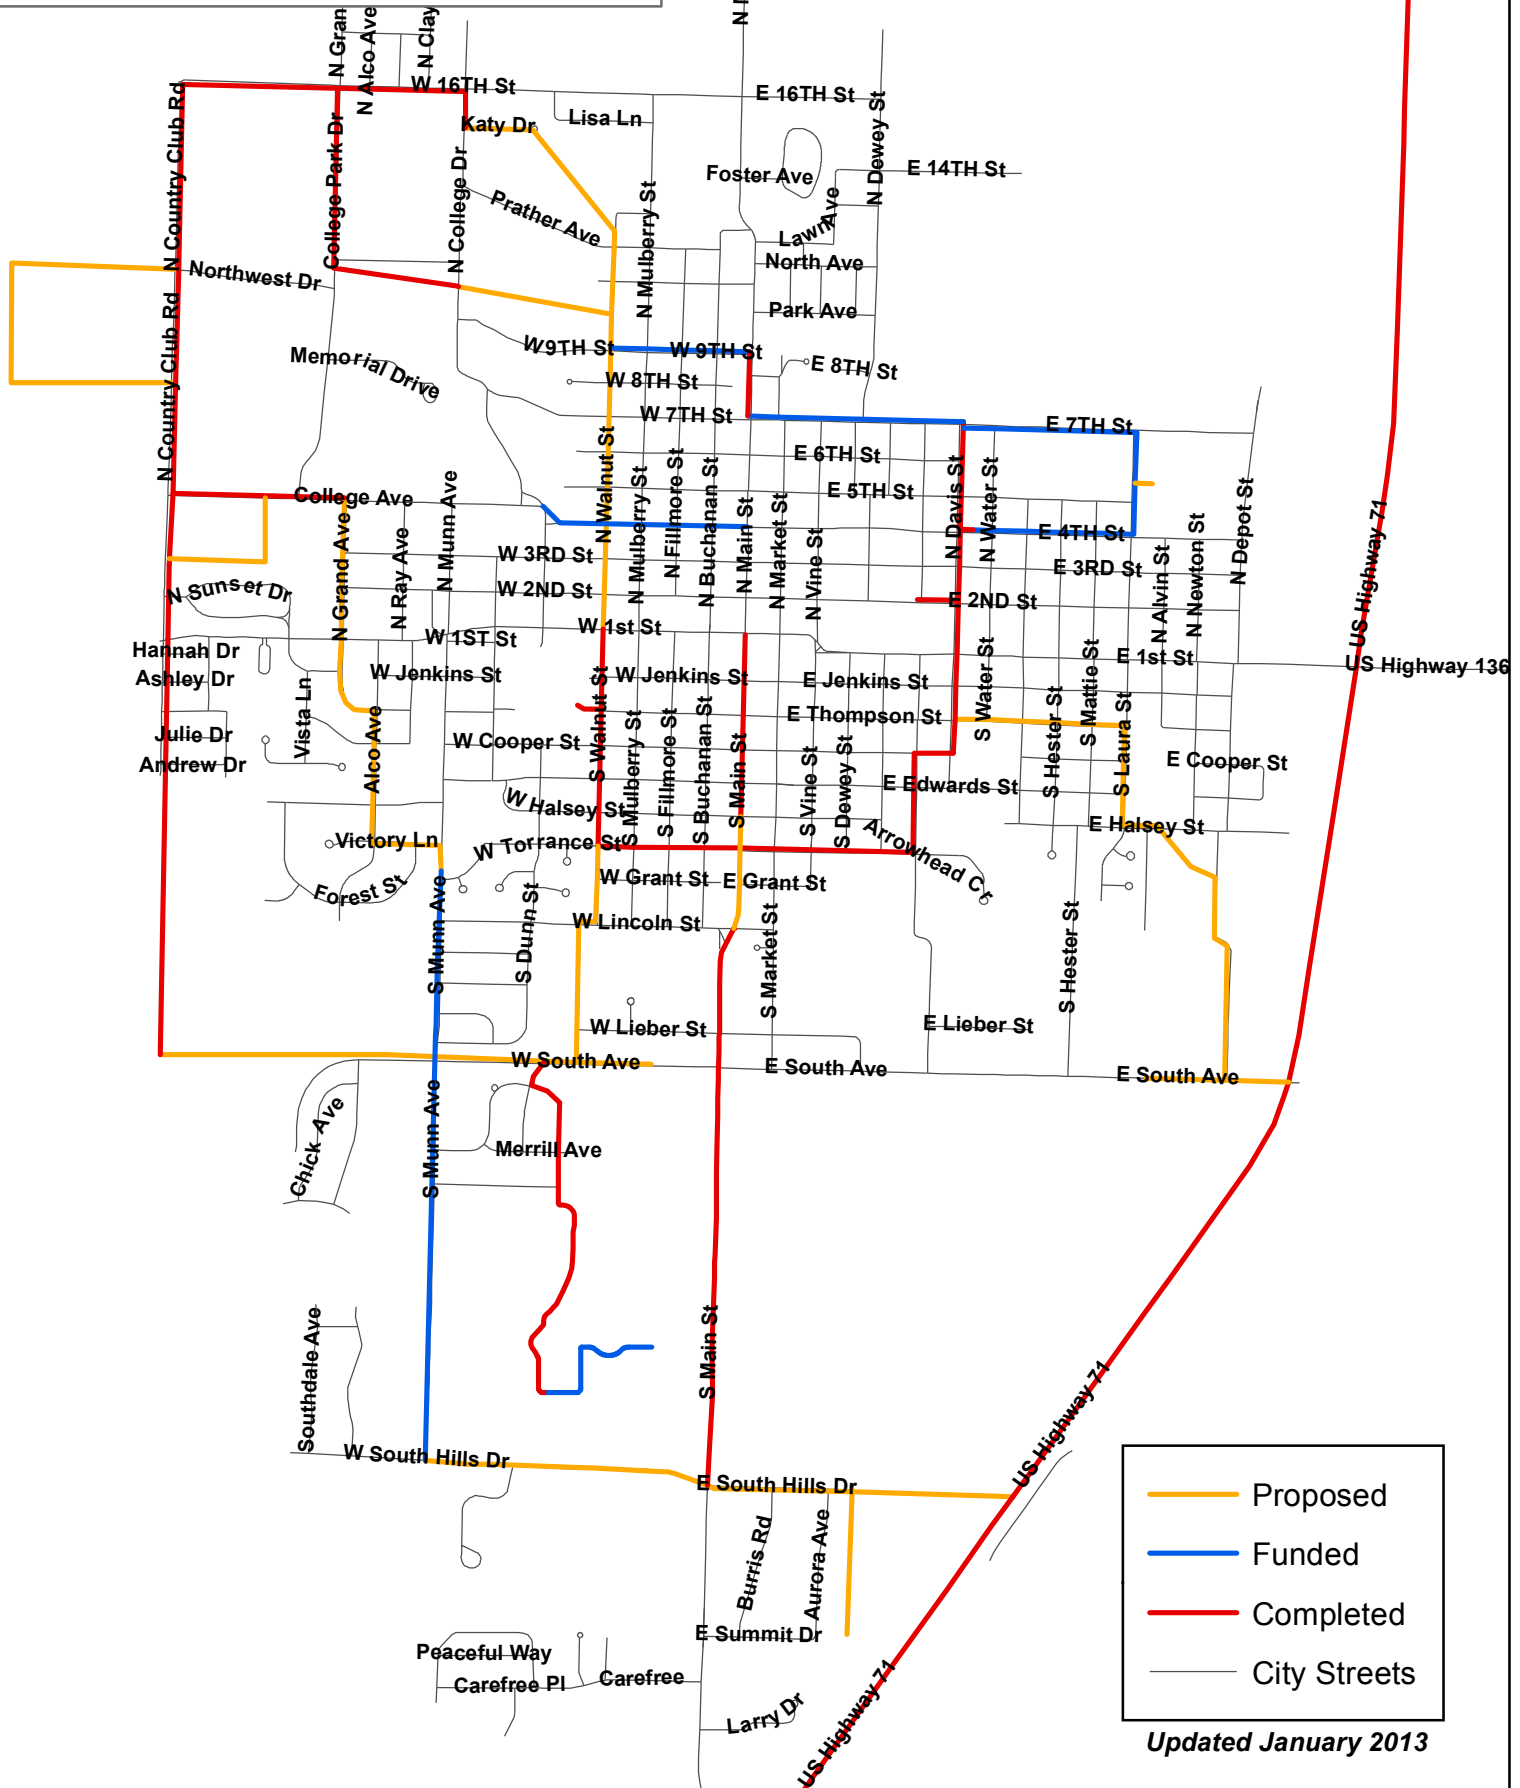 N Gran
N Alco Ave
N Clay
W 16TH St
E 16TH St
N Country Club Rd
College Park Dr
Katy Dr
Lisa Ln
N Dewey St
Foster Ave
E 14TH St
N College Dr
Prather Ave
N Mulberry St
Lawn Ave
North Ave
Northwest Dr
Park Ave
N Country Club Rd
W 9TH St
W 9TH St
Memorial Drive
W 8TH St
E 8TH St
W 7TH St
E 7TH St
E 6TH St
E 5TH St
College Ave
N Walnut St
N Mulberry St
N Fillmore St
N Buchanan St
N Main St
N Market St
N Vine St
N Davis St
N Water St
E 4TH St
N Depot St
US Highway 71
N Grand Ave
N Ray Ave
N Munn Ave
W 3RD St
E 3RD St
N Alvin St
N Newton St
N Sunset Dr
W 2ND St
E 2ND St
W 1ST St
W 1st St
E 1st St
US Highway 136
Hannah Dr
Ashley Dr
W Jenkins St
W Jenkins St
E Jenkins St
Vista Ln
S Walnut St
E Thompson St
S Water St
S Mattie St
Julie Dr
Andrew Dr
Alco Ave
W Cooper St
S Mulberry St
S Fillmore St
S Buchanan St
S Main St
S Vine St
S Dewey St
S Hester St
S Laura St
E Cooper St
E Edwards St
W Halsey St
E Halsey St
Victory Ln
W Torrance St
Arrowhead Cr
Forest St
W Grant St
E Grant St
S Munn Ave
S Dunn St
W Lincoln St
S Market St
S Hester St
W Lieber St
E Lieber St
W South Ave
E South Ave
E South Ave
Chick Ave
S Munn Ave
Merrill Ave
Southdale Ave
S Main St
US Highway 71
W South Hills Dr
E South Hills Dr
Burris Rd
Aurora Ave
E Summit Dr
Peaceful Way
Carefree Pl
Carefree
Larry Dr
US Highway 71
Proposed
Funded
Completed
City Streets
Updated January 2013